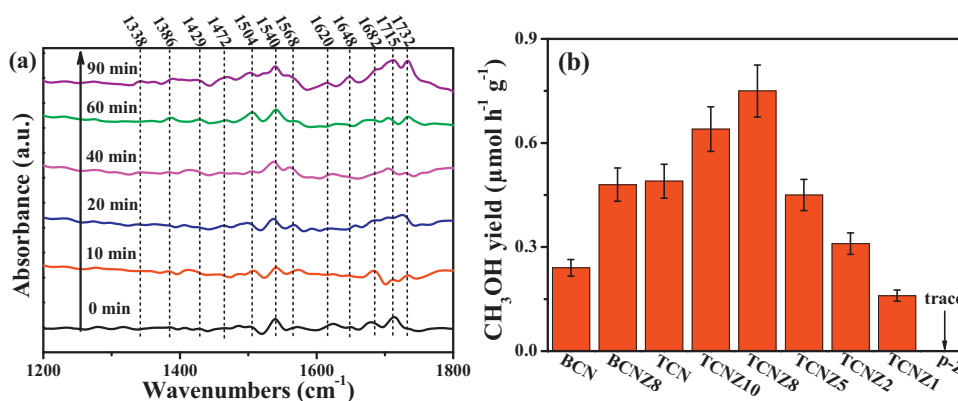 1338 1386 1429 1472 1504 1540 1568 1620 1648 1682 1715 1732
(a)
90 min
60 min
40 min
20 min
10 min
0 min
Absorbance (a.u.)
1200 1400 1600 1800
Wavenumbers (cm⁻¹)
(b)
0.9
0.6
0.3
0.0
CH₃OH yield (μmol h⁻¹ g⁻¹)
trace
BCN BCNZ8 TCN TCNZ10 TCNZ8 TCNZ5 TCNZ2 TCNZ1